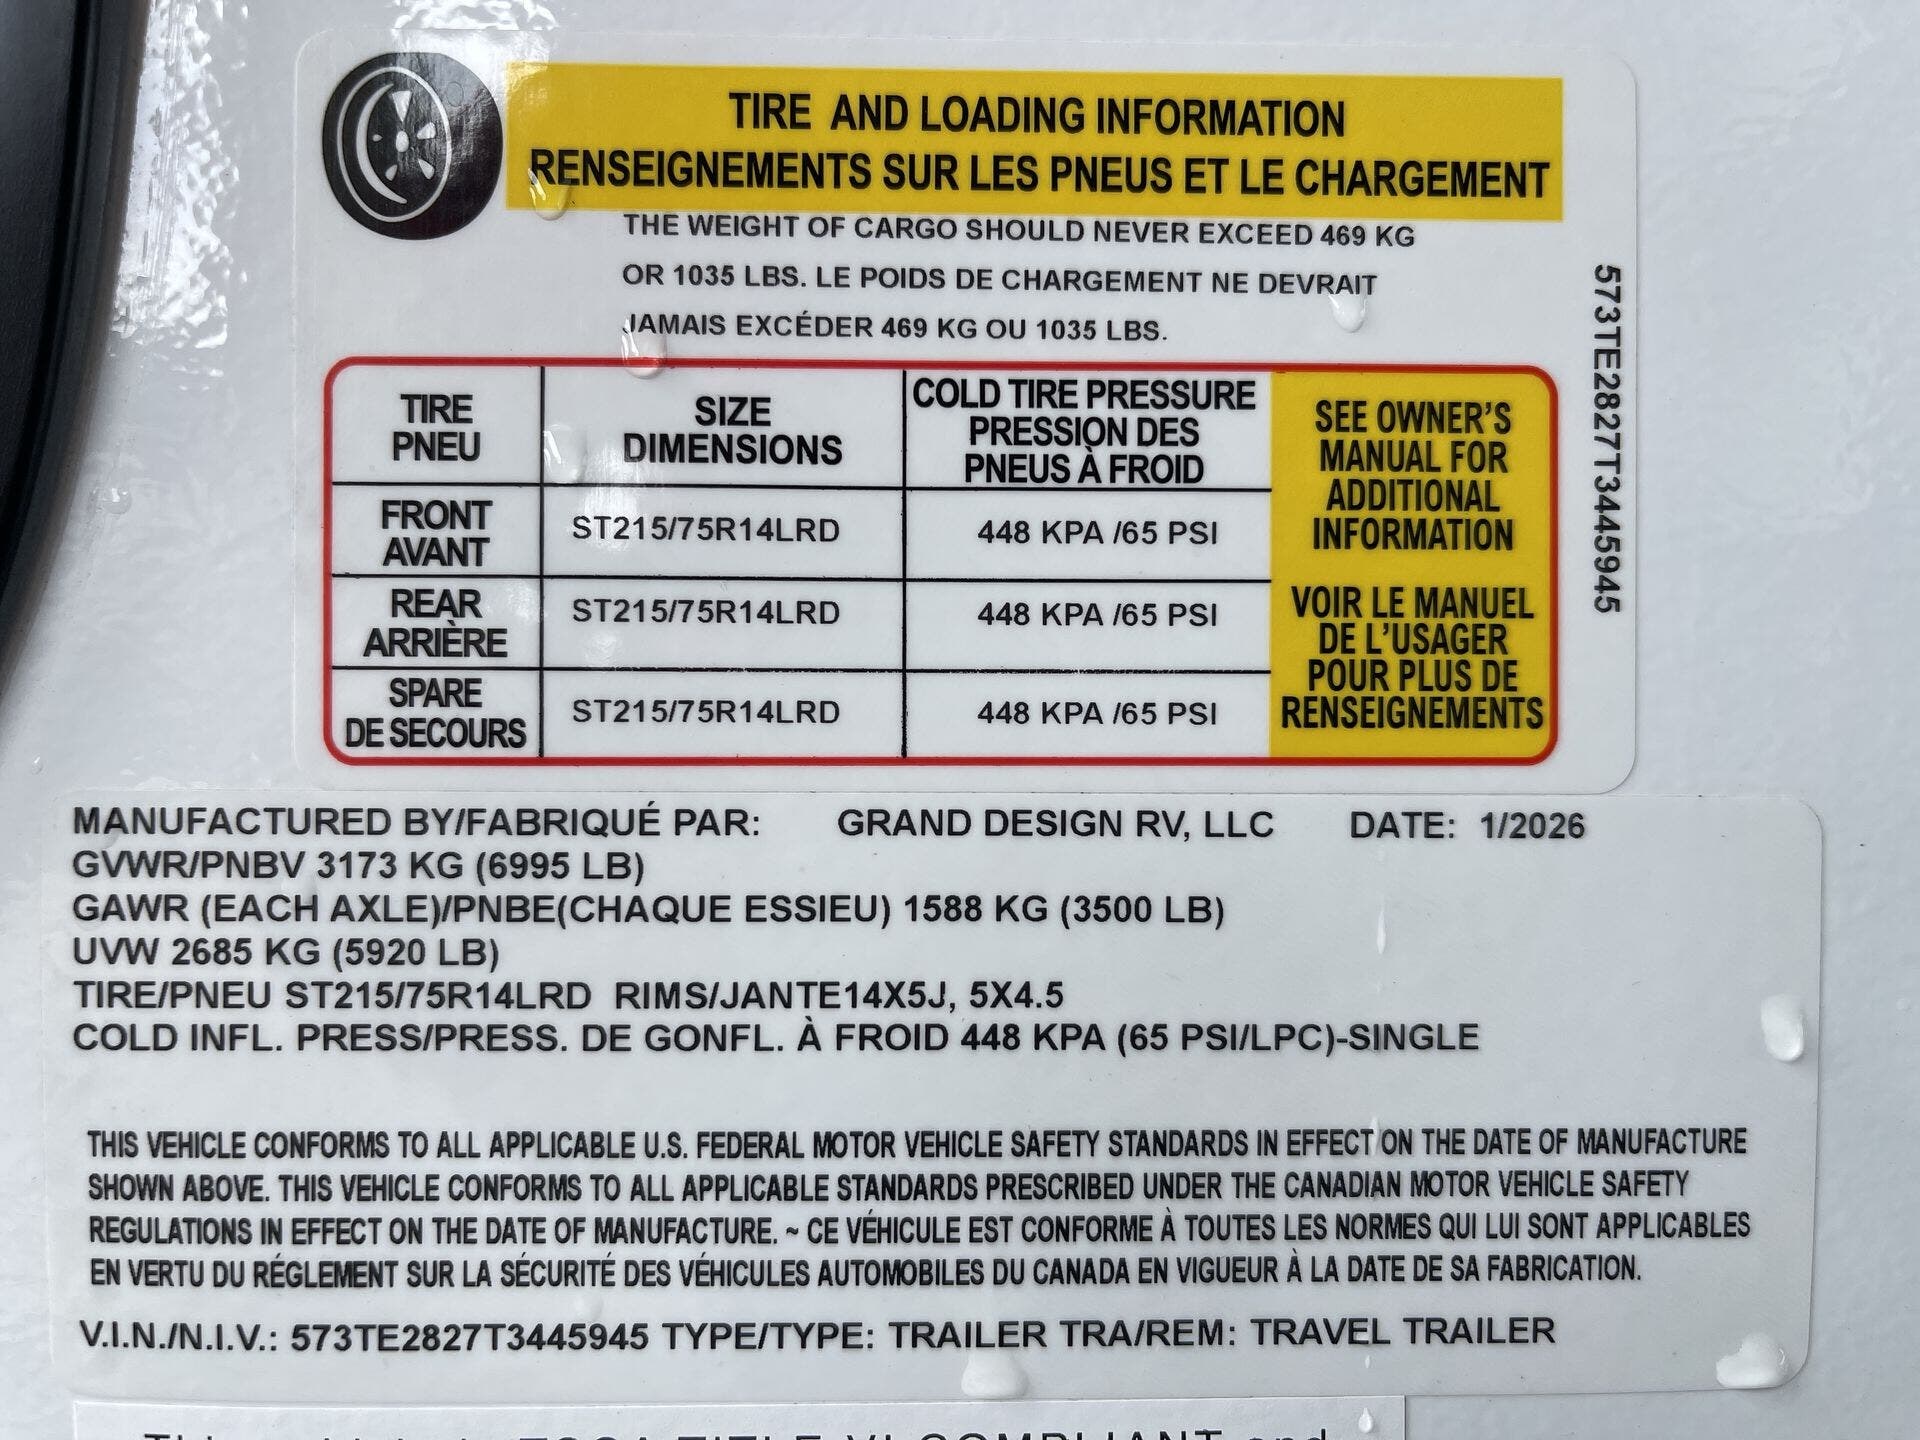 TIRE AND LOADING INFORMATION
RENSEIGNEMENTS SUR LES PNEUS ET LE CHARGEMENT
THE WEIGHT OF CARGO SHOULD NEVER EXCEED 469 KG
OR 1035 LBS. LE POIDS DE CHARGEMENT NE DEVRAIT
JAMAIS EXCÉDER 469 KG OU 1035 LBS.
573TE2827T3445945
TIRE
PNEU
SIZE
DIMENSIONS
COLD TIRE PRESSURE
PRESSION DES
PNEUS À FROID
FRONT
AVANT
ST215/75R14LRD
448 KPA /65 PSI
REAR
ARRIÈRE
ST215/75R14LRD
448 KPA /65 PSI
SPARE
DE SECOURS
ST215/75R14LRD
448 KPA /65 PSI
SEE OWNER'S
MANUAL FOR
ADDITIONAL
INFORMATION
VOIR LE MANUEL
DE L'USAGER
POUR PLUS DE
RENSEIGNEMENTS
MANUFACTURED BY/FABRIQUÉ PAR: GRAND DESIGN RV, LLC DATE: 1/2026
GVWR/PNBV 3173 KG (6995 LB)
GAWR (EACH AXLE)/PNBE(CHAQUE ESSIEU) 1588 KG (3500 LB)
UVW 2685 KG (5920 LB)
TIRE/PNEU ST215/75R14LRD RIMS/JANTE14X5J, 5X4.5
COLD INFL. PRESS/PRESS. DE GONFL. À FROID 448 KPA (65 PSI/LPC)-SINGLE
THIS VEHICLE CONFORMS TO ALL APPLICABLE U.S. FEDERAL MOTOR VEHICLE SAFETY STANDARDS IN EFFECT ON THE DATE OF MANUFACTURE
SHOWN ABOVE. THIS VEHICLE CONFORMS TO ALL APPLICABLE STANDARDS PRESCRIBED UNDER THE CANADIAN MOTOR VEHICLE SAFETY
REGULATIONS IN EFFECT ON THE DATE OF MANUFACTURE. ~ CE VÉHICULE EST CONFORME À TOUTES LES NORMES QUI LUI SONT APPLICABLES
EN VERTU DU RÉGLEMENT SUR LA SÉCURITÉ DES VÉHICULES AUTOMOBILES DU CANADA EN VIGUEUR À LA DATE DE SA FABRICATION.
V.I.N./N.I.V.: 573TE2827T3445945 TYPE/TYPE: TRAILER TRA/REM: TRAVEL TRAILER
TITLE VI COMPLIANT and